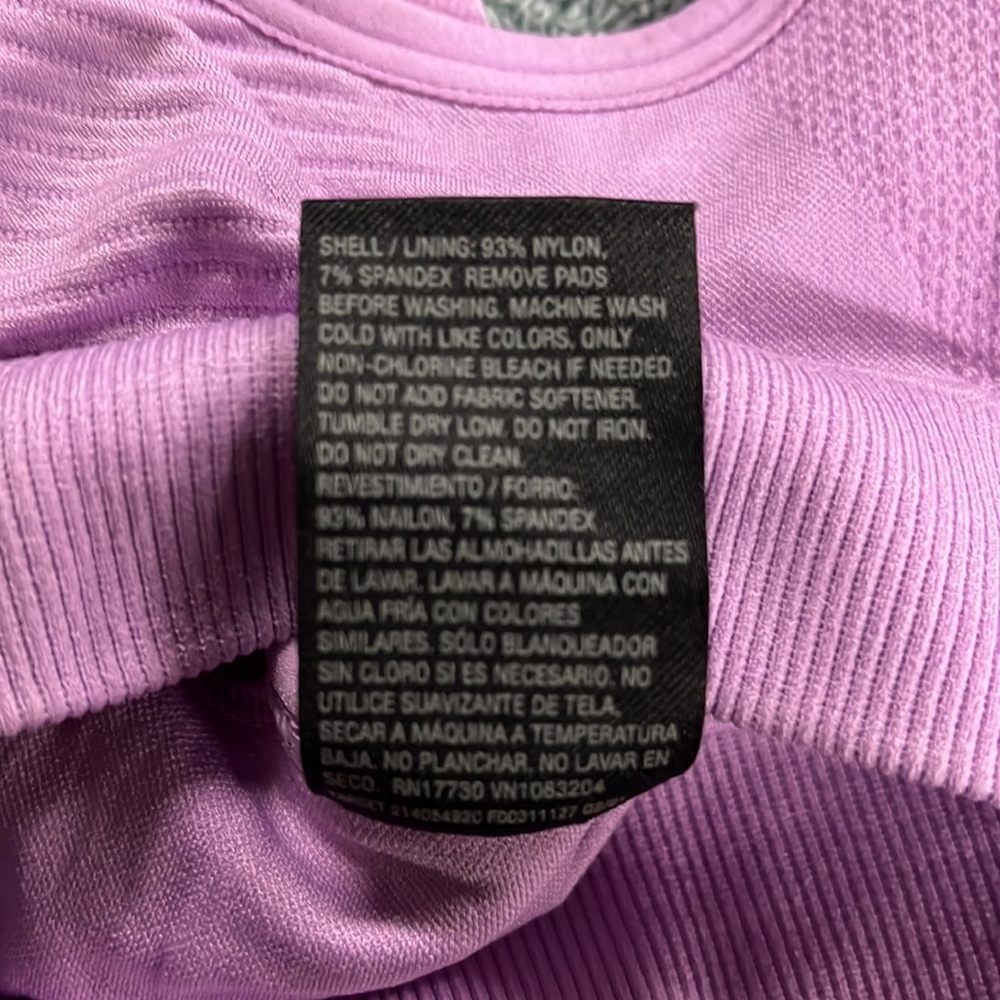 SHELL / LINING: 93% NYLON,
7% SPANDEX REMOVE PADS
BEFORE WASHING. MACHINE WASH
COLD WITH LIKE COLORS. ONLY
NON-CHLORINE BLEACH IF NEEDED.
DO NOT ADD FABRIC SOFTENER.
TUMBLE DRY LOW. DO NOT IRON.
DO NOT DRY CLEAN.
REVESTIMIENTO / FORRO:
93% NAILON, 7% SPANDEX
RETIRAR LAS ALMOHADILLAS ANTES
DE LAVAR. LAVAR A MÁQUINA CON
AGUA FRÍA CON COLORES
SIMILARES. SÓLO BLANQUEADOR
SIN CLORO SI ES NECESARIO. NO
UTILICE SUAVIZANTE DE TELA.
SECAR A MÁQUINA A TEMPERATURA
BAJA. NO PLANCHAR. NO LAVAR EN
SECO. RN17730 VN1083204
214054920 F00311127